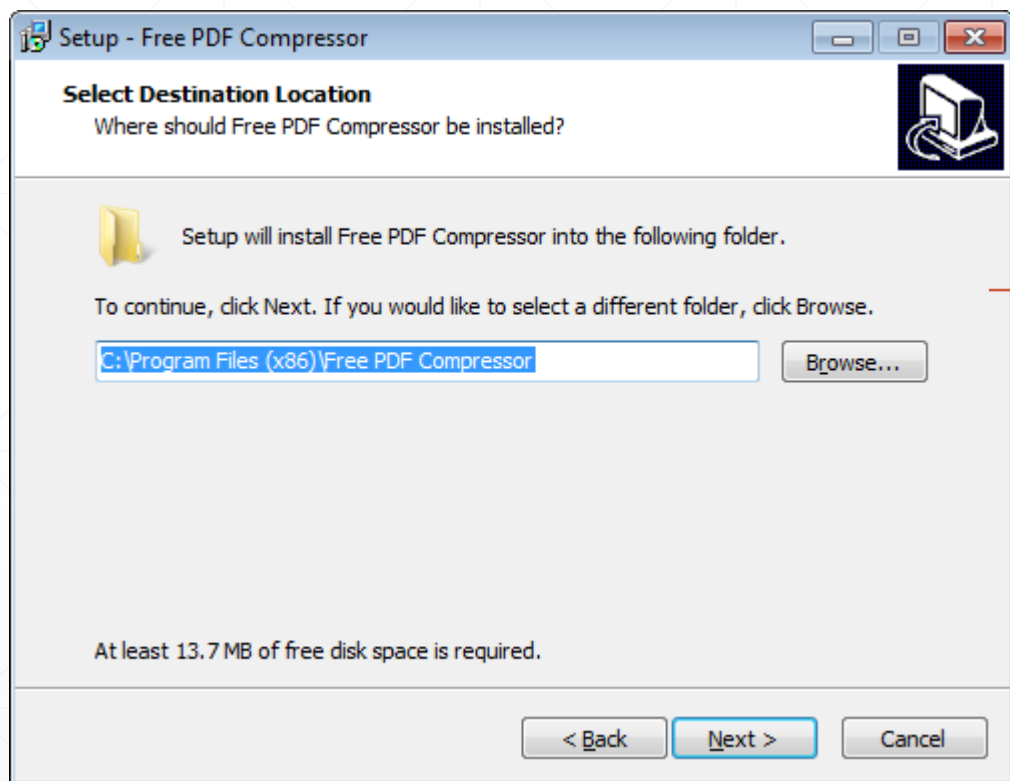 Setup - Free PDF Compressor
Select Destination Location
Where should Free PDF Compressor be installed?
Setup will install Free PDF Compressor into the following folder.
To continue, click Next. If you would like to select a different folder, click Browse.
C:\Program Files (x86)\Free PDF Compressor
Browse...
At least 13.7 MB of free disk space is required.
< Back
Next >
Cancel